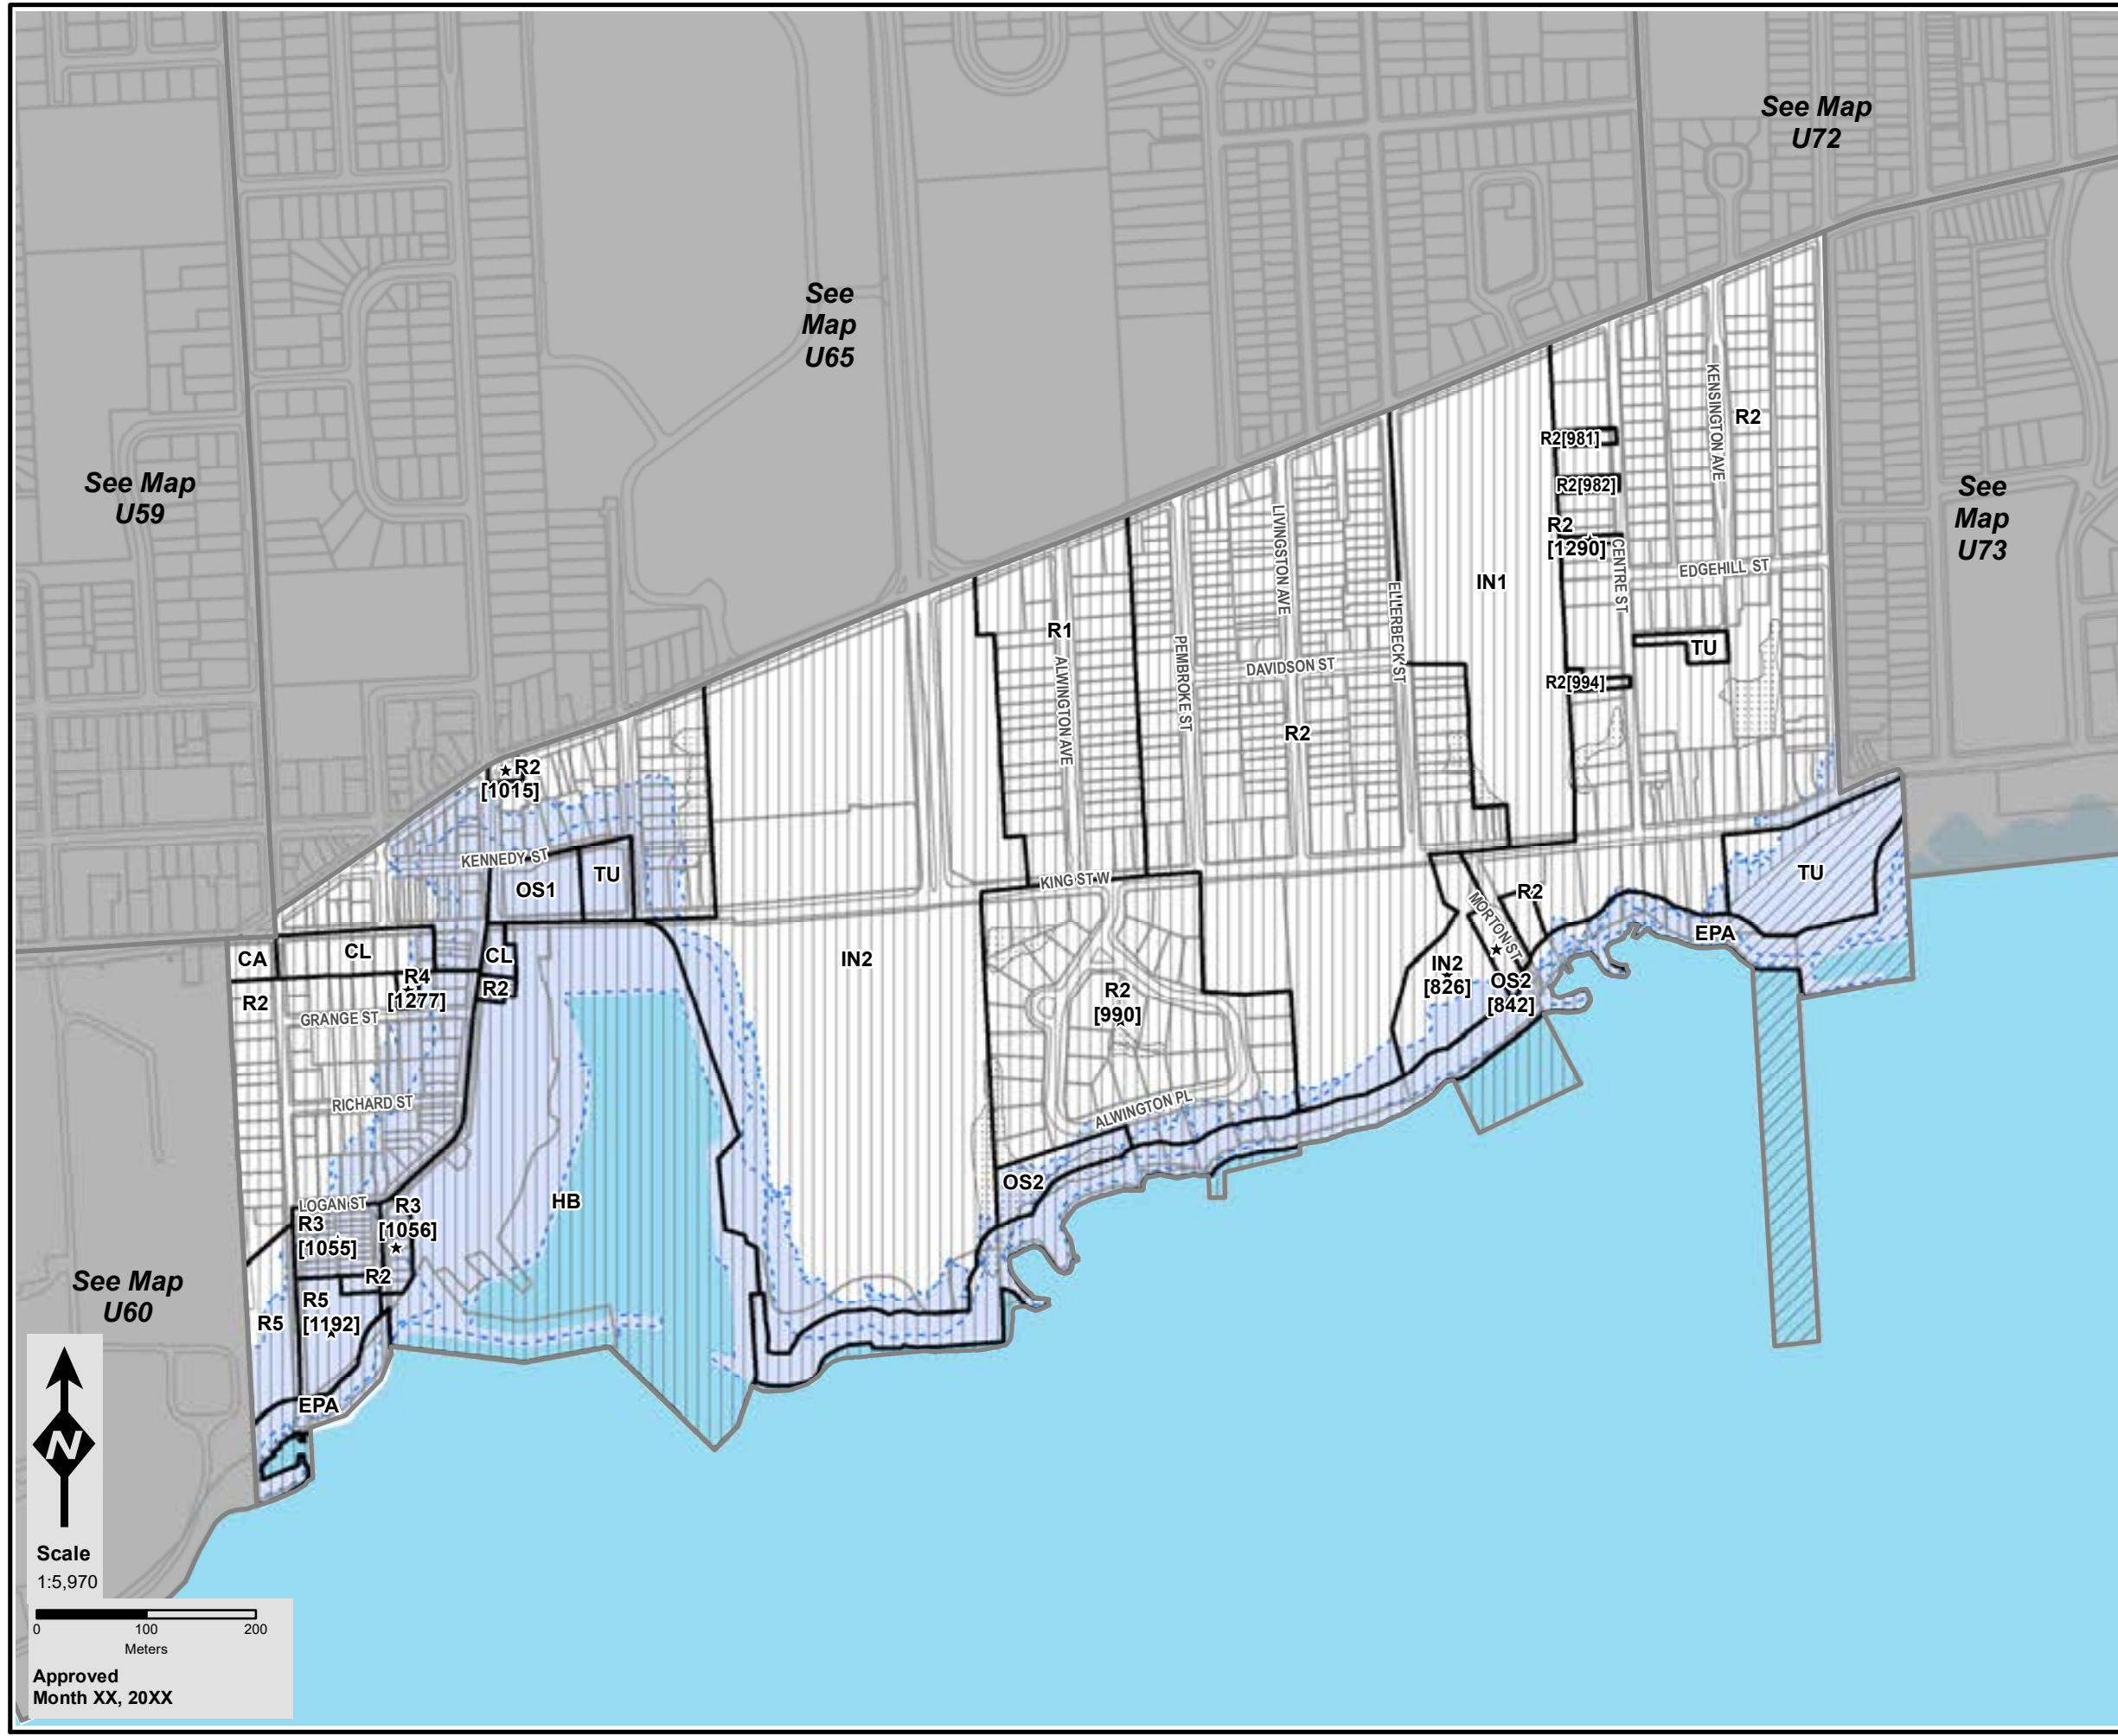 See Map
U72
See
Map
U65
See Map
U59
See
Map
U73
KENSINGTON AVE
R2
R2[981]
R2[982]
R2
[1290]
CENTRE ST
EDGEHILL ST
IN1
LIVINGSTON AVE
ELLERBECK ST
R1
ALWINGTON AVE
PEMBROKE ST
DAVIDSON ST
TU
R2[994]
R2
R2
[1015]
KENNEDY ST
OS1
TU
KING ST W
TU
R2
MORTON ST
EPA
CA
CL
CL
R2
R4
[1277]
R2
GRANGE ST
IN2
R2
[990]
IN2
[826]
OS2
[842]
RICHARD ST
ALWINGTON PL
OS2
HB
LOGAN ST
R3
[1055]
R3
[1056]
R2
R5
R5
[1192]
EPA
See Map
U60
N
Scale
1:5,970
0 100 200
Meters
Approved
Month XX, 20XX